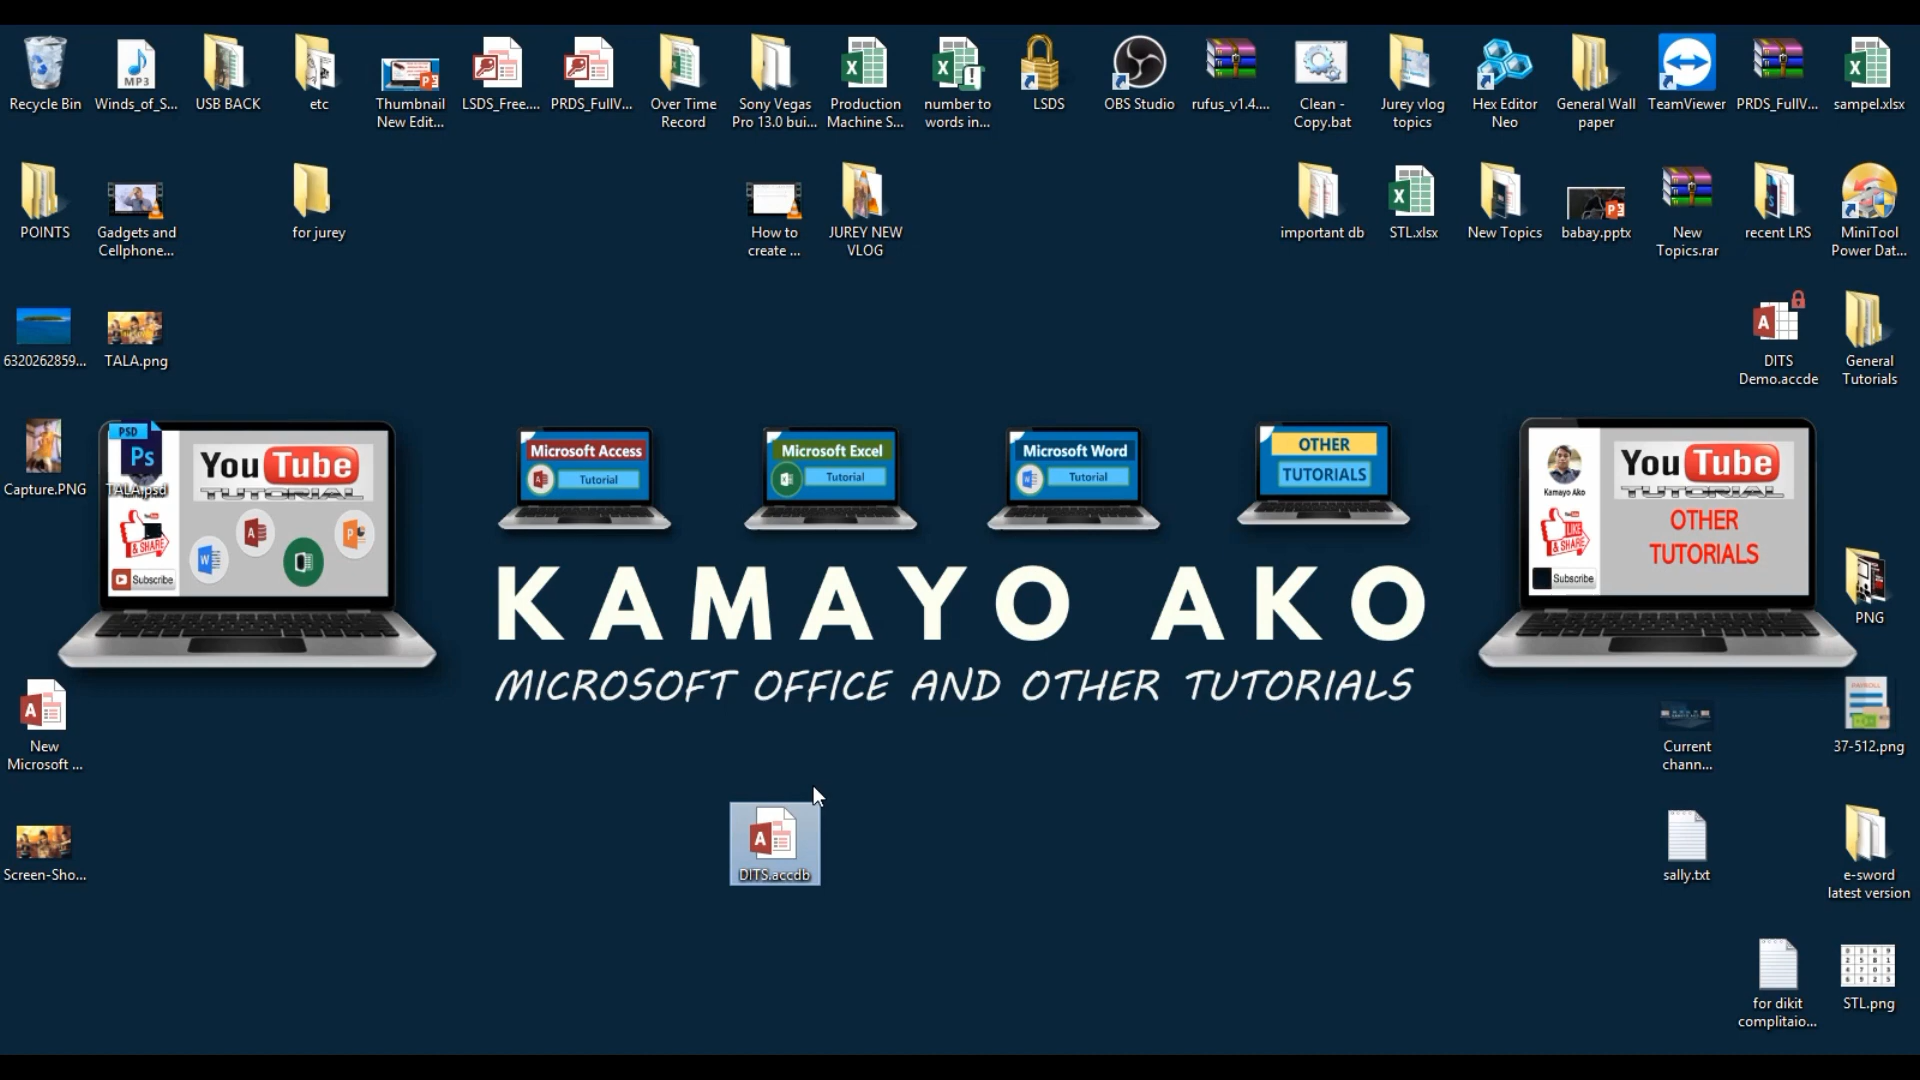 Recycle Bin
MP3
Winds_of_S...
USB BACK
etc
Thumbnail
New Edit...
LSDS_Free....
PRDS_FullV...
Over Time
Record
Sony Vegas
Pro 13.0 bui...
Production
Machine S...
number to
words in...
LSDS
OBS Studio
rufus_v1.4....
Clean -
Copy.bat
Jurey vlog
topics
Hex Editor
Neo
General Wall
paper
TeamViewer
PRDS_FullV...
sampel.xlsx
POINTS
Gadgets and
Cellphone...
for jurey
How to
create ...
JUREY NEW
VLOG
important db
STL.xlsx
New Topics
babay.pptx
New
Topics.rar
recent LRS
MiniTool
Power Dat...
6320262859...
TALA.png
DITS
Demo.accde
General
Tutorials
Capture.PNG
PSD
Ps
TALA.psd
YouTube
TUTORIAL
& SHARE
Subscribe
Microsoft Access
Tutorial
Microsoft Excel
Tutorial
Microsoft Word
Tutorial
OTHER
TUTORIALS
Kamayo Ako
YouTube
TUTORIAL
OTHER
TUTORIALS
LIKE
& SHARE
Subscribe
KAMAYO AKO
MICROSOFT OFFICE AND OTHER TUTORIALS
PNG
New
Microsoft ...
Current
chann...
PAYROLL
37-512.png
Screen-Sho...
DITS.accdb
sally.txt
e-sword
latest version
for dikit
complitaio...
STL.png